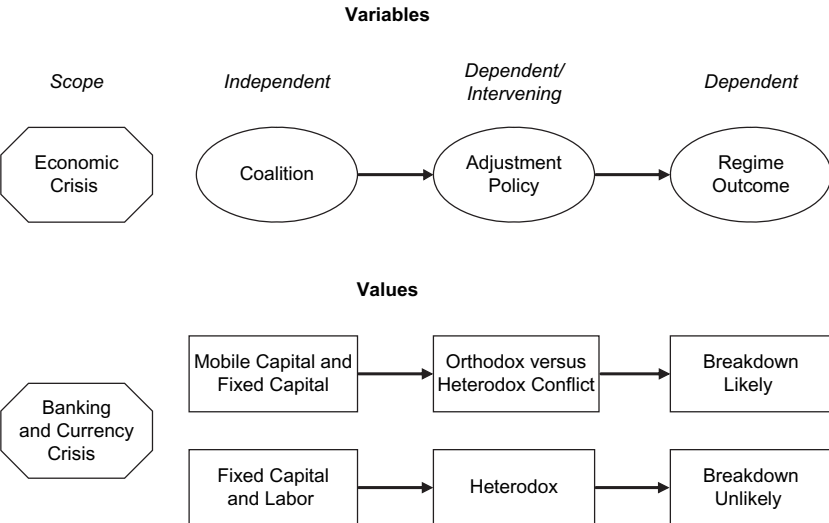 Variables
Scope
Independent
Dependent/
Intervening
Dependent
Economic
Crisis
Coalition
Adjustment
Policy
Regime
Outcome
Values
Banking
and Currency
Crisis
Mobile Capital and
Fixed Capital
Orthodox versus
Heterodox Conflict
Breakdown
Likely
Fixed Capital
and Labor
Heterodox
Breakdown
Unlikely